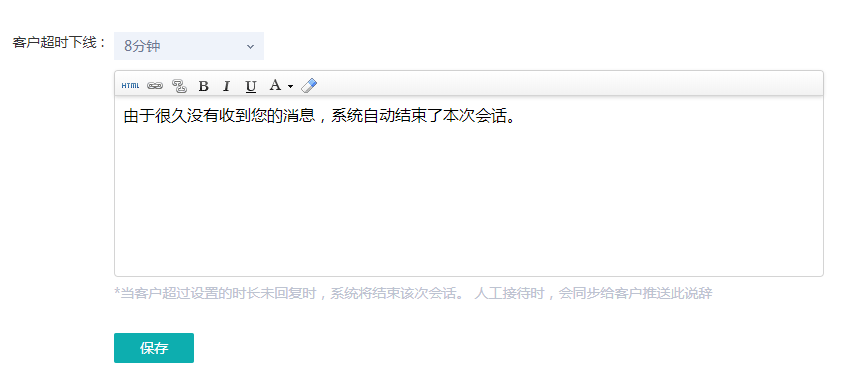 客户超时下线： 8分钟
HTML B I U A
由于很久没有收到您的消息，系统自动结束了本次会话。
*当客户超过设置的时长未回复时，系统将结束该次会话。 人工接待时，会同步给客户推送此说辞
保存